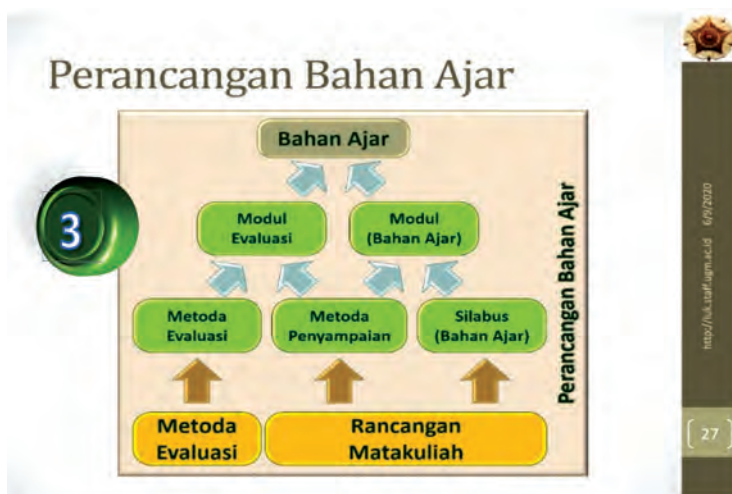 Perancangan Bahan Ajar
Bahan Ajar
3
Modul
Evaluasi
Modul
(Bahan Ajar)
Metoda
Evaluasi
Metoda
Penyampaian
Silabus
(Bahan Ajar)
Metoda
Evaluasi
Rancangan
Matakuliah
Perancangan Bahan Ajar
http://luk.staff.ugm.ac.id 6/9/2020
27